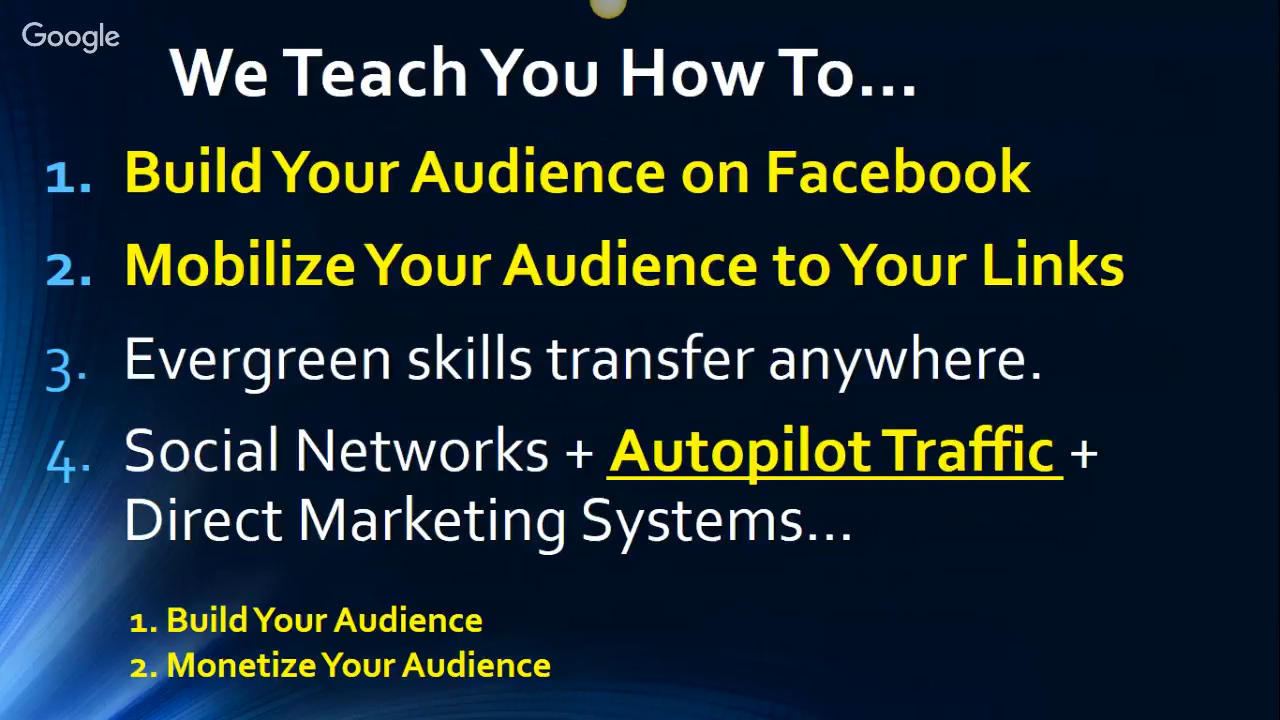 Google
We Teach You How To...
1. Build Your Audience on Facebook
2. Mobilize Your Audience to Your Links
3. Evergreen skills transfer anywhere.
4. Social Networks + Autopilot Traffic +
Direct Marketing Systems...
1. Build Your Audience
2. Monetize Your Audience